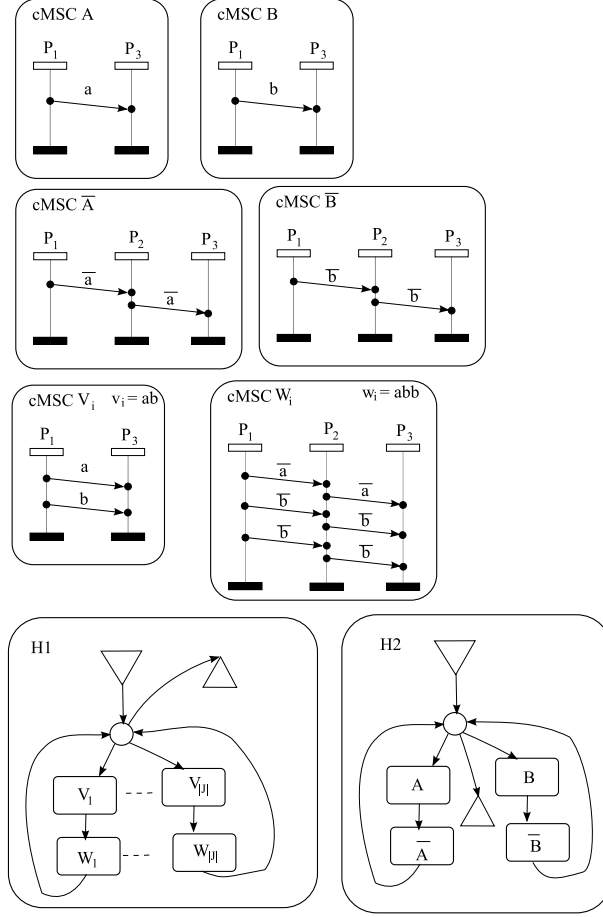 cMSC A
P₁ P₃
a
cMSC B
P₁ P₃
b
cMSC A̅
P₁ P₂ P₃
a̅
a̅
cMSC B̅
P₁ P₂ P₃
b̅
b̅
cMSC Vᵢ vᵢ = ab
P₁ P₃
a
b
cMSC Wᵢ wᵢ = abb
P₁ P₂ P₃
a̅
a̅
b̅
b̅
b̅
b̅
H1
V₁ V|J|
W₁ W|J|
H2
A B
A̅ B̅